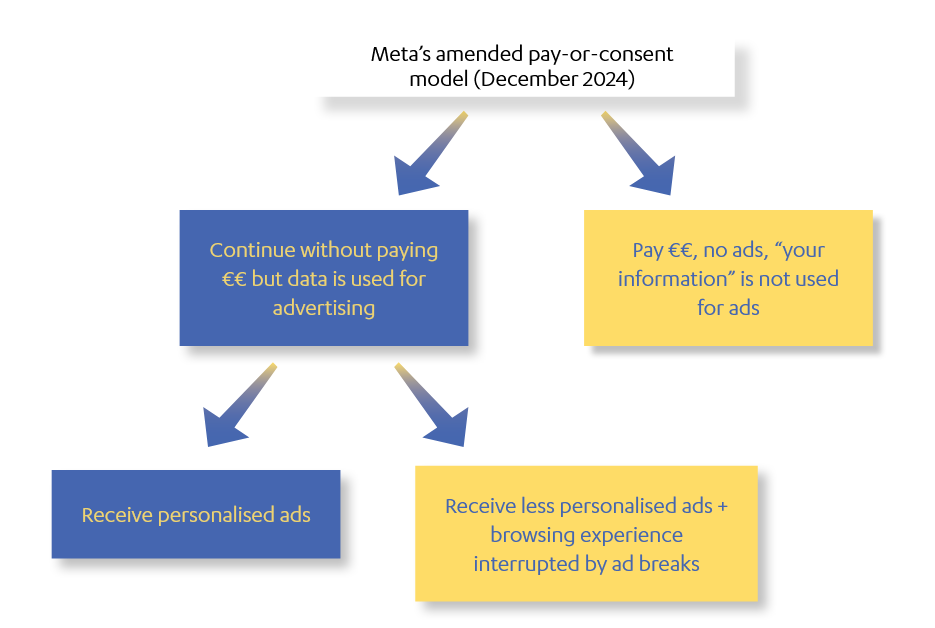 Meta’s amended pay-or-consent
model (December 2024)
Continue without paying
€€ but data is used for
advertising
Pay €€, no ads, “your
information” is not used
for ads
Receive personalised ads
Receive less personalised ads +
browsing experience
interrupted by ad breaks